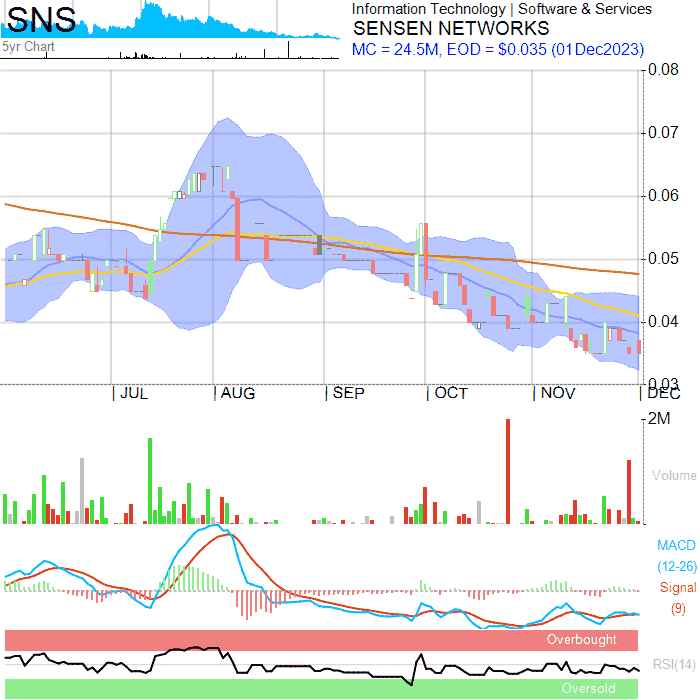 SNS
5yr Chart
Information Technology | Software & Services
SENSEN NETWORKS
MC = 24.5M, EOD = $0.035 (01Dec2023)
0.08
0.07
0.06
0.05
0.04
0.03
JUL AUG SEP OCT NOV DEC
2M
Volume
MACD
(12-26)
Signal
(9)
Overbought
RSI(14)
Oversold